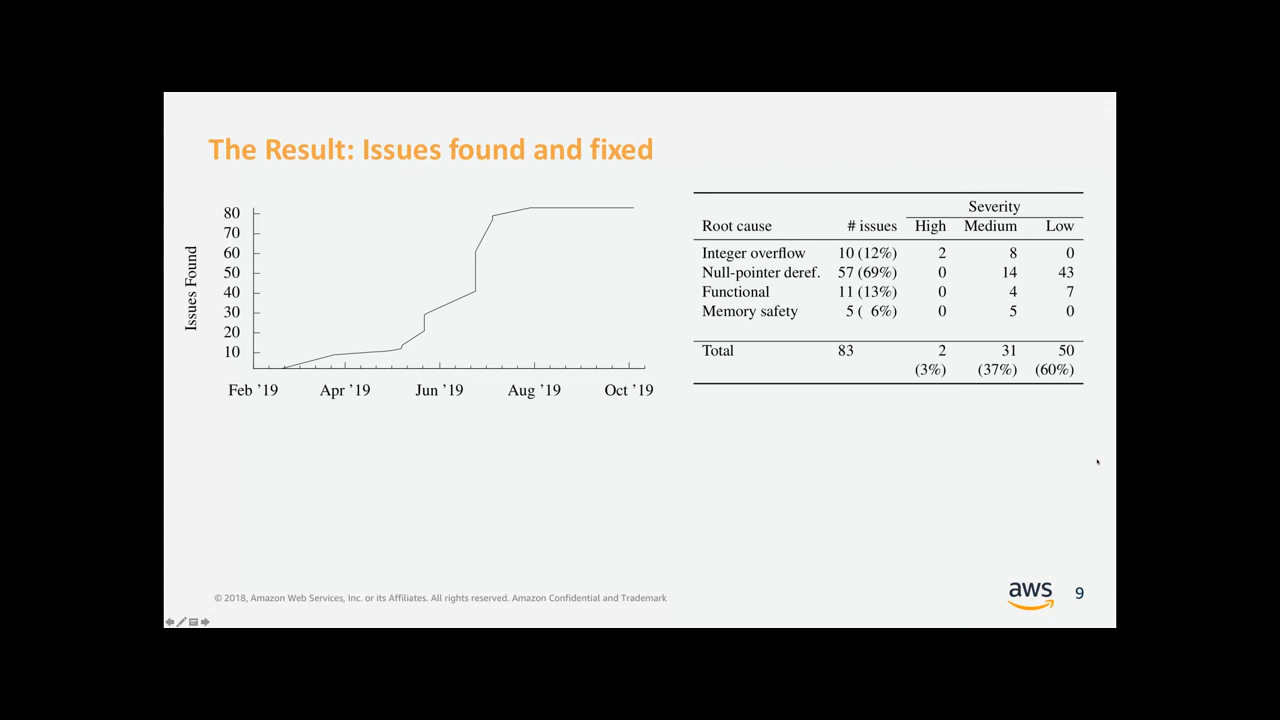 The Result: Issues found and fixed
Issues Found
80
70
60
50
40
30
20
10
Feb ’19 Apr ’19 Jun ’19 Aug ’19 Oct ’19
Severity
Root cause # issues High Medium Low
Integer overflow 10 (12%) 2 8 0
Null-pointer deref. 57 (69%) 0 14 43
Functional 11 (13%) 0 4 7
Memory safety 5 ( 6%) 0 5 0
Total 83 2 31 50
(3%) (37%) (60%)
© 2018, Amazon Web Services, Inc. or its Affiliates. All rights reserved. Amazon Confidential and Trademark
aws 9